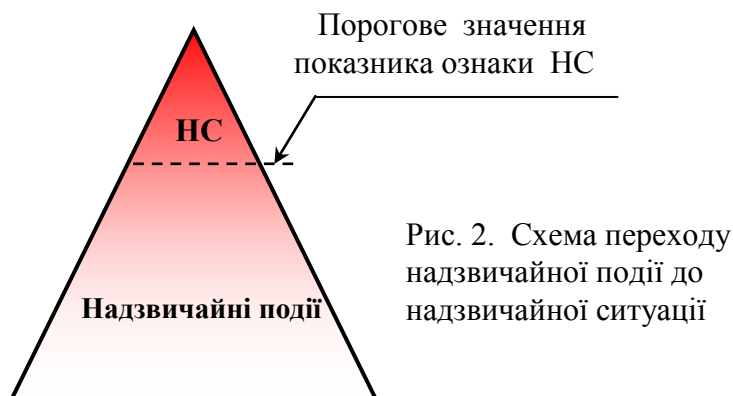 Порогове значення
показника ознаки НС
НС
Рис. 2. Схема переходу
надзвичайної події до
надзвичайної ситуації
Надзвичайні події